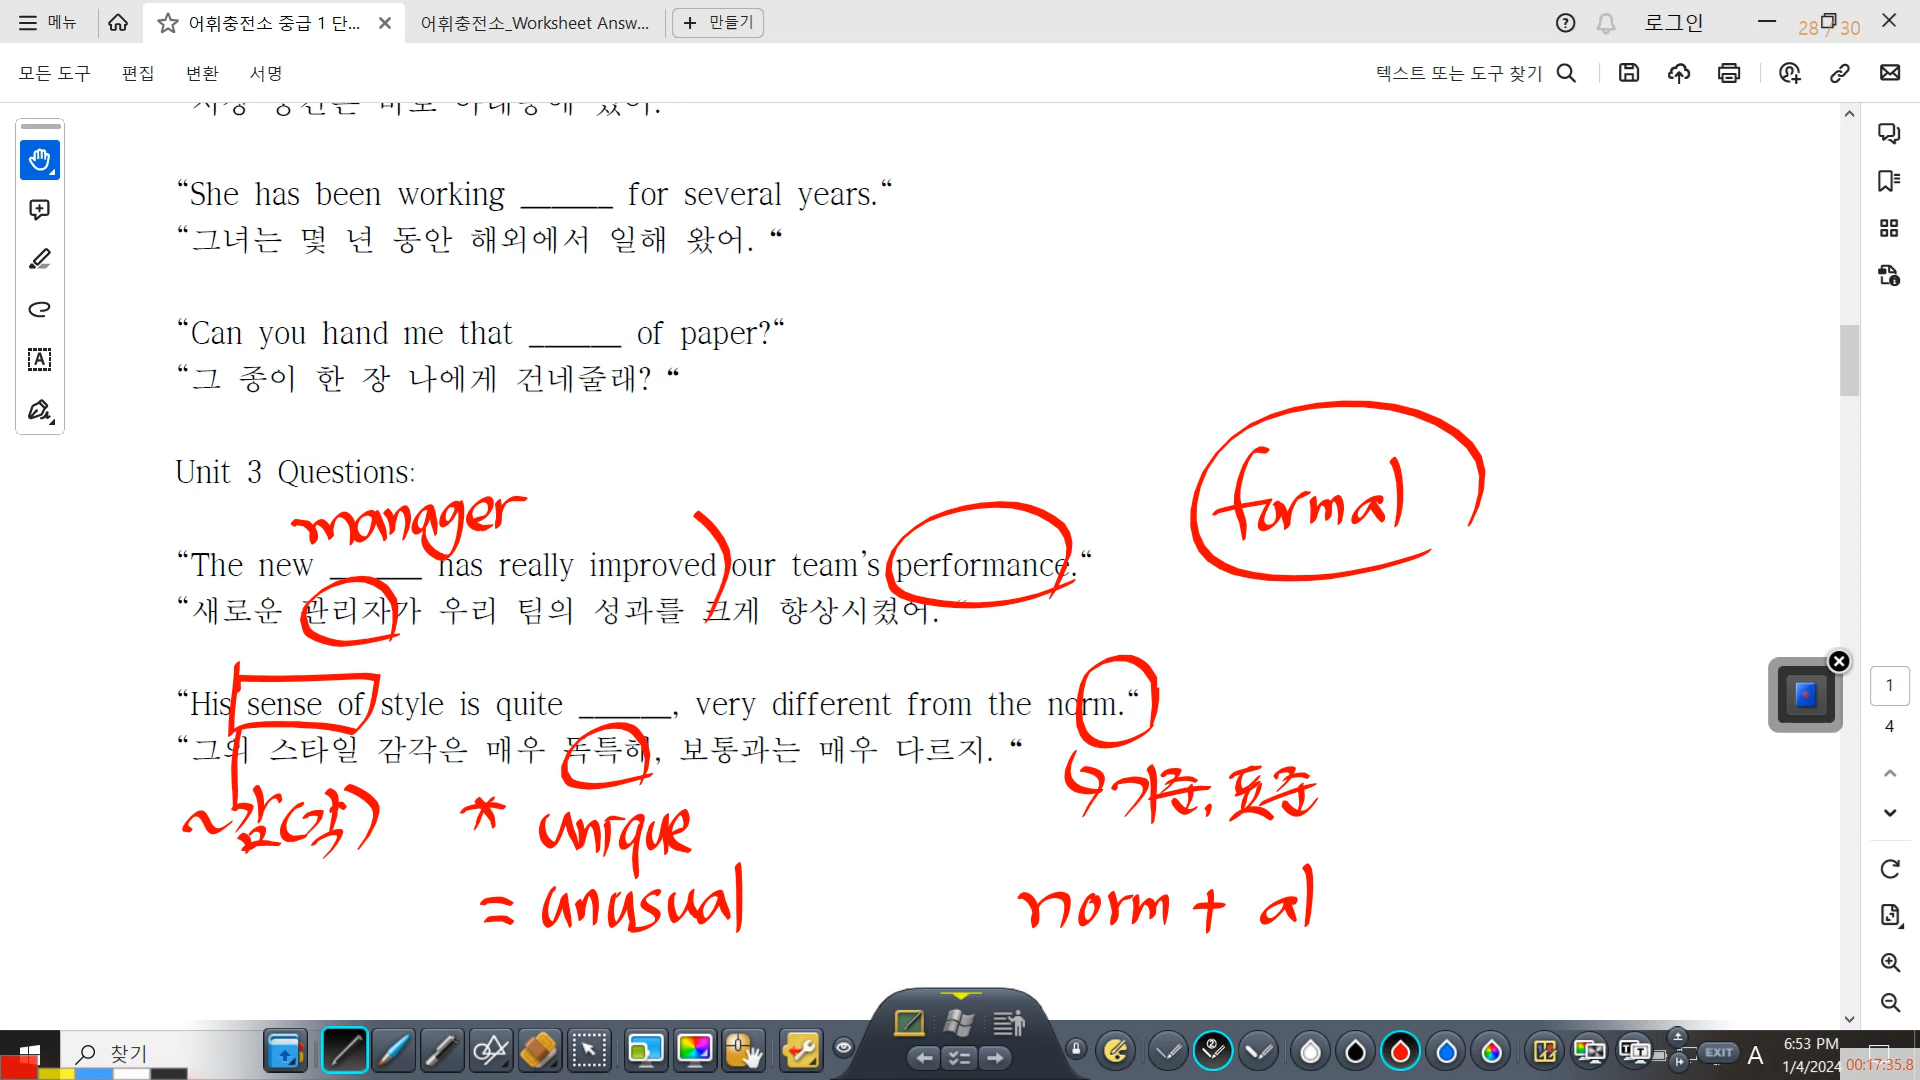 메뉴
어휘충전소 중급 1 단...
어휘충전소_Worksheet Answ...
만들기
로그인
28 / 30
모든 도구 편집 변환 서명
텍스트 또는 도구 찾기
“She has been working ______ for several years.“
“그녀는 몇 년 동안 해외에서 일해 왔어. “
“Can you hand me that ______ of paper?“
“그 종이 한 장 나에게 건네줄래? “
formal
Unit 3 Questions:
manager
“The new ______ has really improved our team’s performance.“
“새로운 관리자가 우리 팀의 성과를 크게 향상시켰어. “
“His sense of style is quite ______, very different from the norm.“
“그의 스타일 감각은 매우 독특해, 보통과는 매우 다르지. “
~감(각)
* unique
기준, 표준
= unusual
norm + al
1
4
찾기
EXIT
A
6:53 PM
1/4/2024
00:17:35.8